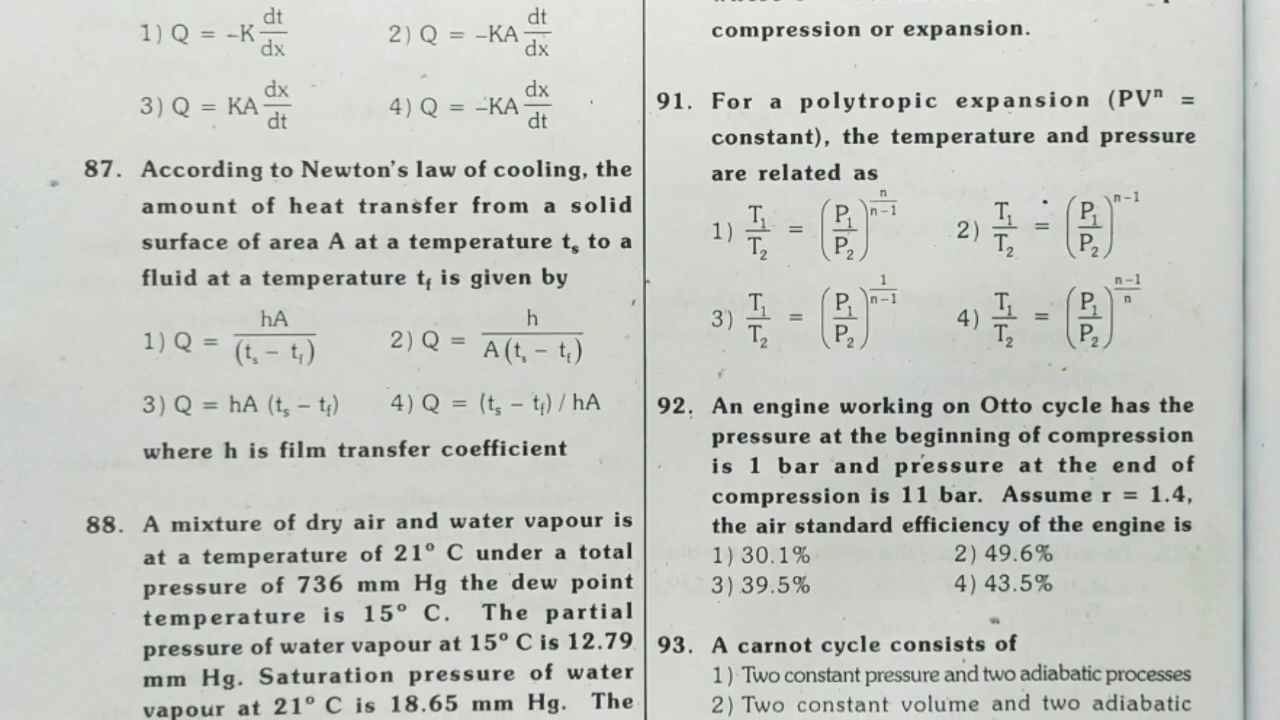 1) Q = -K dt/dx 2) Q = -KA dt/dx
3) Q = KA dx/dt 4) Q = -KA dx/dt
87. According to Newton's law of cooling, the
amount of heat transfer from a solid
surface of area A at a temperature tₛ to a
fluid at a temperature t_f is given by
1) Q = hA/(tₛ - t_f) 2) Q = h/A(tₛ - t_f)
3) Q = hA (tₛ - t_f) 4) Q = (tₛ - t_f) / hA
where h is film transfer coefficient
88. A mixture of dry air and water vapour is
at a temperature of 21° C under a total
pressure of 736 mm Hg the dew point
temperature is 15° C. The partial
pressure of water vapour at 15° C is 12.79
mm Hg. Saturation pressure of water
vapour at 21° C is 18.65 mm Hg. The
compression or expansion.
91. For a polytropic expansion (PVⁿ =
constant), the temperature and pressure
are related as
1) T₁/T₂ = (P₁/P₂)^(n/(n-1)) 2) T₁/T₂ = (P₁/P₂)^(n-1)
3) T₁/T₂ = (P₁/P₂)^(1/(n-1)) 4) T₁/T₂ = (P₁/P₂)^((n-1)/n)
92. An engine working on Otto cycle has the
pressure at the beginning of compression
is 1 bar and pressure at the end of
compression is 11 bar. Assume r = 1.4,
the air standard efficiency of the engine is
1) 30.1% 2) 49.6%
3) 39.5% 4) 43.5%
93. A carnot cycle consists of
1) Two constant pressure and two adiabatic processes
2) Two constant volume and two adiabatic